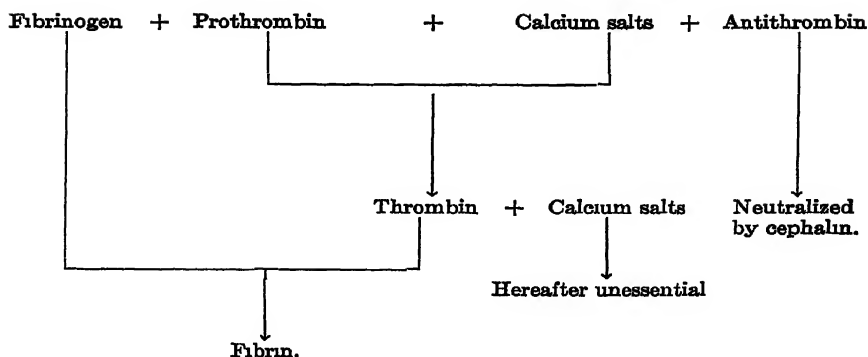 Fibrinogen + Prothrombin + Calcium salts + Antithrombin
Thrombin + Calcium salts Neutralized
by cephalin.
Hereafter unessential
Fibrin.